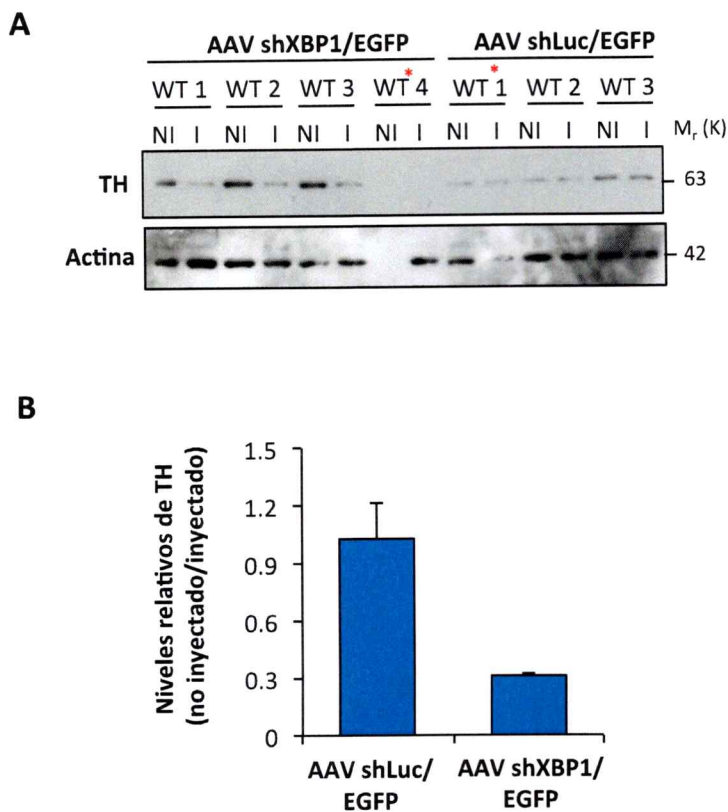 A
AAV shXBP1/EGFP AAV shLuc/EGFP
WT 1 WT 2 WT 3 WT* 4 WT* 1 WT 2 WT 3
NI I NI I NI I NI I NI I NI I NI I Mr (K)
TH 63
Actina 42
B
Niveles relativos de TH
(no inyectado/inyectado)
1.5
1.2
0.9
0.6
0.3
0
AAV shLuc/
EGFP
AAV shXBP1/
EGFP